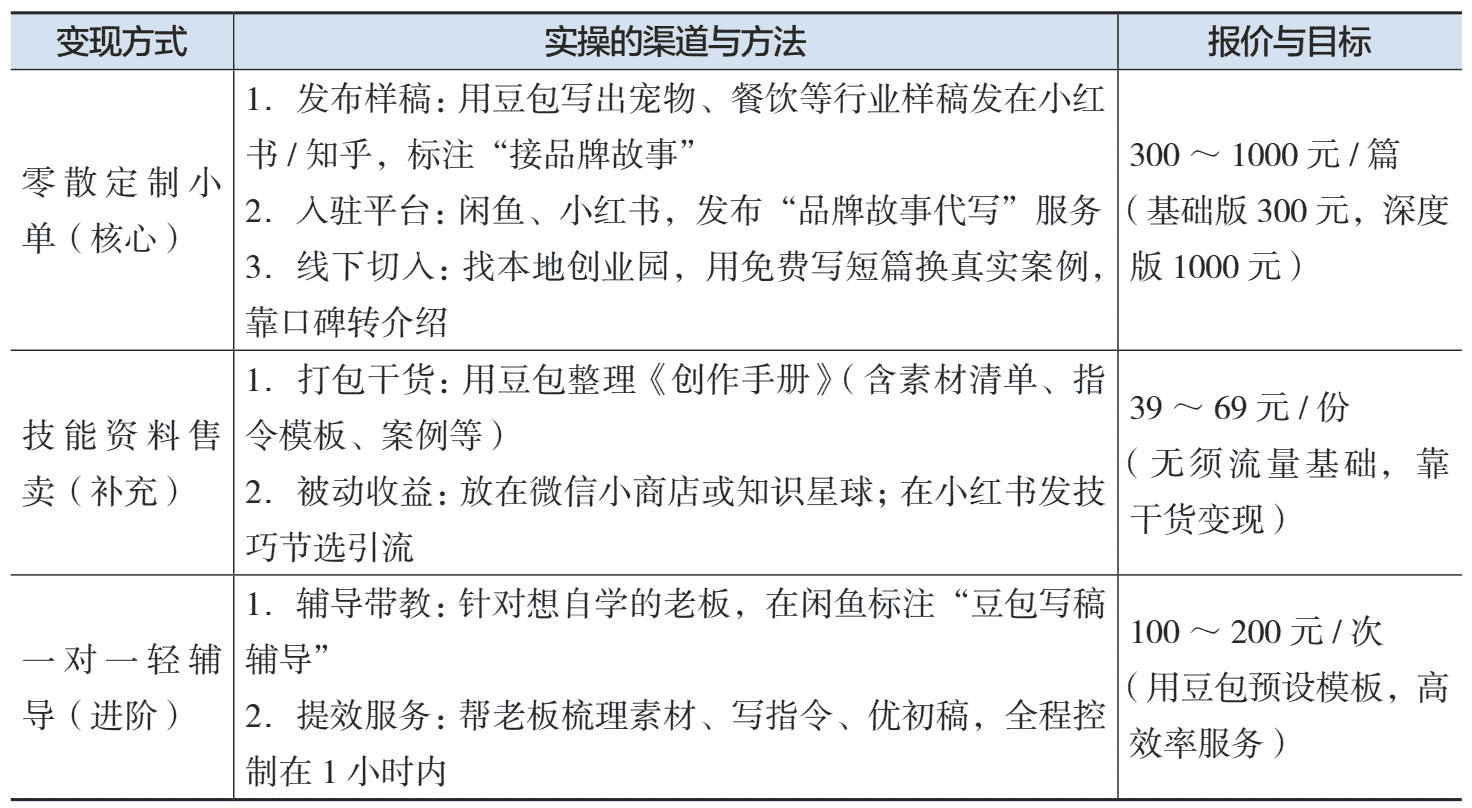 变现方式
实操的渠道与方法
报价与目标
零散定制小
单（核心）
1. 发布样稿：用豆包写出宠物、餐饮等行业样稿发在小红
书 / 知乎，标注“接品牌故事”
2. 入驻平台：闲鱼、小红书，发布“品牌故事代写”服务
3. 线下切入：找本地创业园，用免费写短篇换真实案例，
靠口碑转介绍
300 ～ 1000 元 / 篇
（基础版 300 元，深度
版 1000 元）
技能资料售
卖（补充）
1. 打包干货：用豆包整理《创作手册》（含素材清单、指
令模板、案例等）
2. 被动收益：放在微信小商店或知识星球；在小红书发技
巧节选引流
39 ～ 69 元 / 份
（无须流量基础，靠
干货变现）
一对一轻辅
导（进阶）
1. 辅导带教：针对想自学的老板，在闲鱼标注“豆包写稿
辅导”
2. 提效服务：帮老板梳理素材、写指令、优初稿，全程控
制在 1 小时内
100 ～ 200 元 / 次
（用豆包预设模板，高
效率服务）